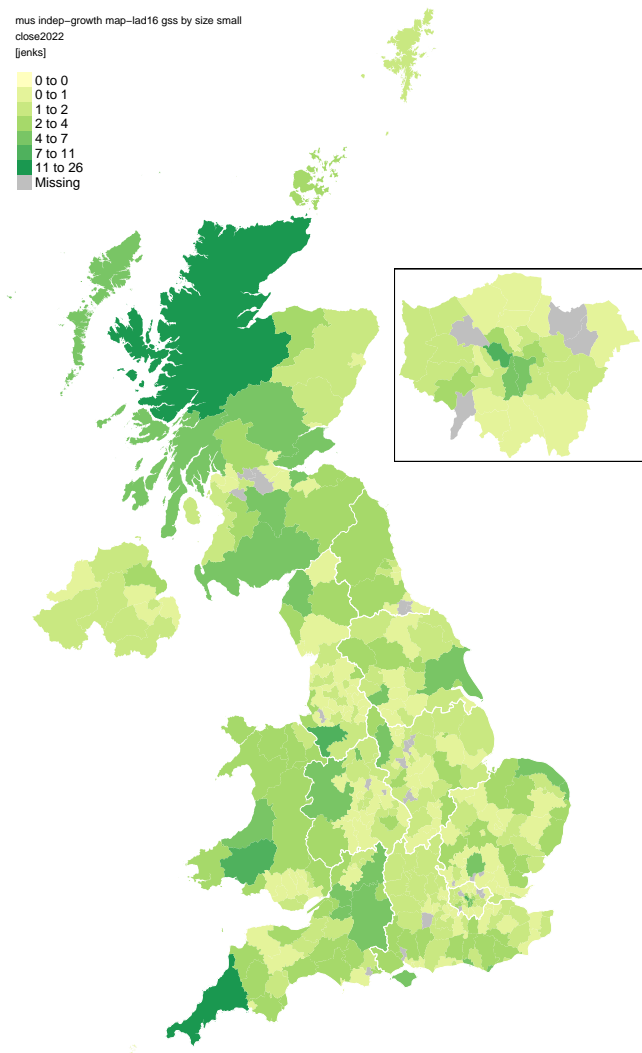 mus indep−growth map−lad16 gss by size small
close2022
[jenks]
0 to 0
0 to 1
1 to 2
2 to 4
4 to 7
7 to 11
11 to 26
Missing